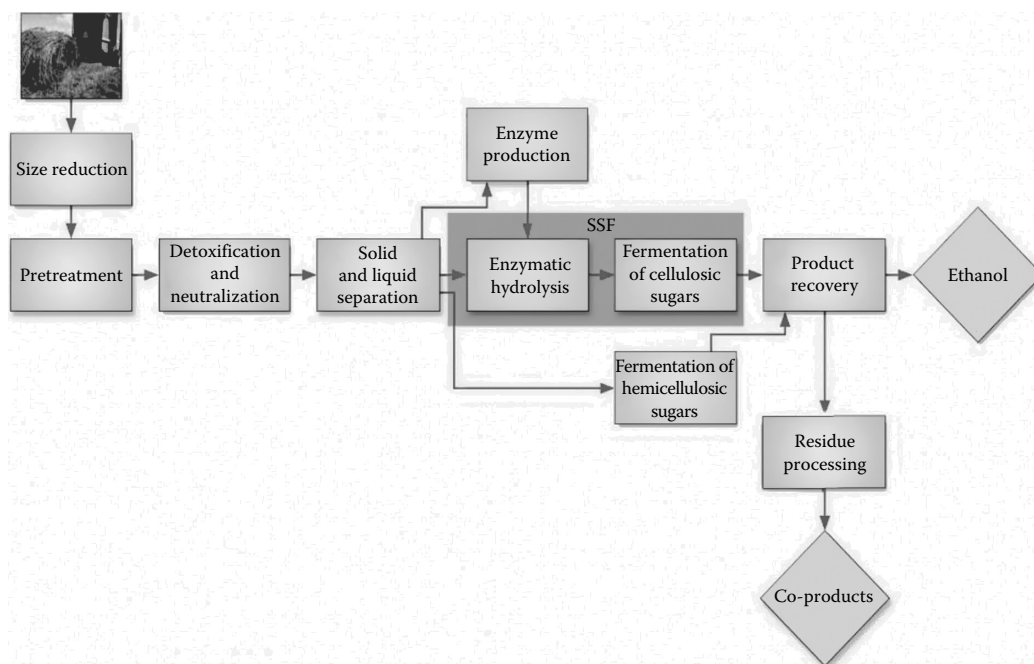 Size reduction
Pretreatment
Detoxification
and
neutralization
Solid
and liquid
separation
Enzyme
production
SSF
Enzymatic
hydrolysis
Fermentation
of cellulosic
sugars
Fermentation of
hemicellulosic
sugars
Product
recovery
Ethanol
Residue
processing
Co-products